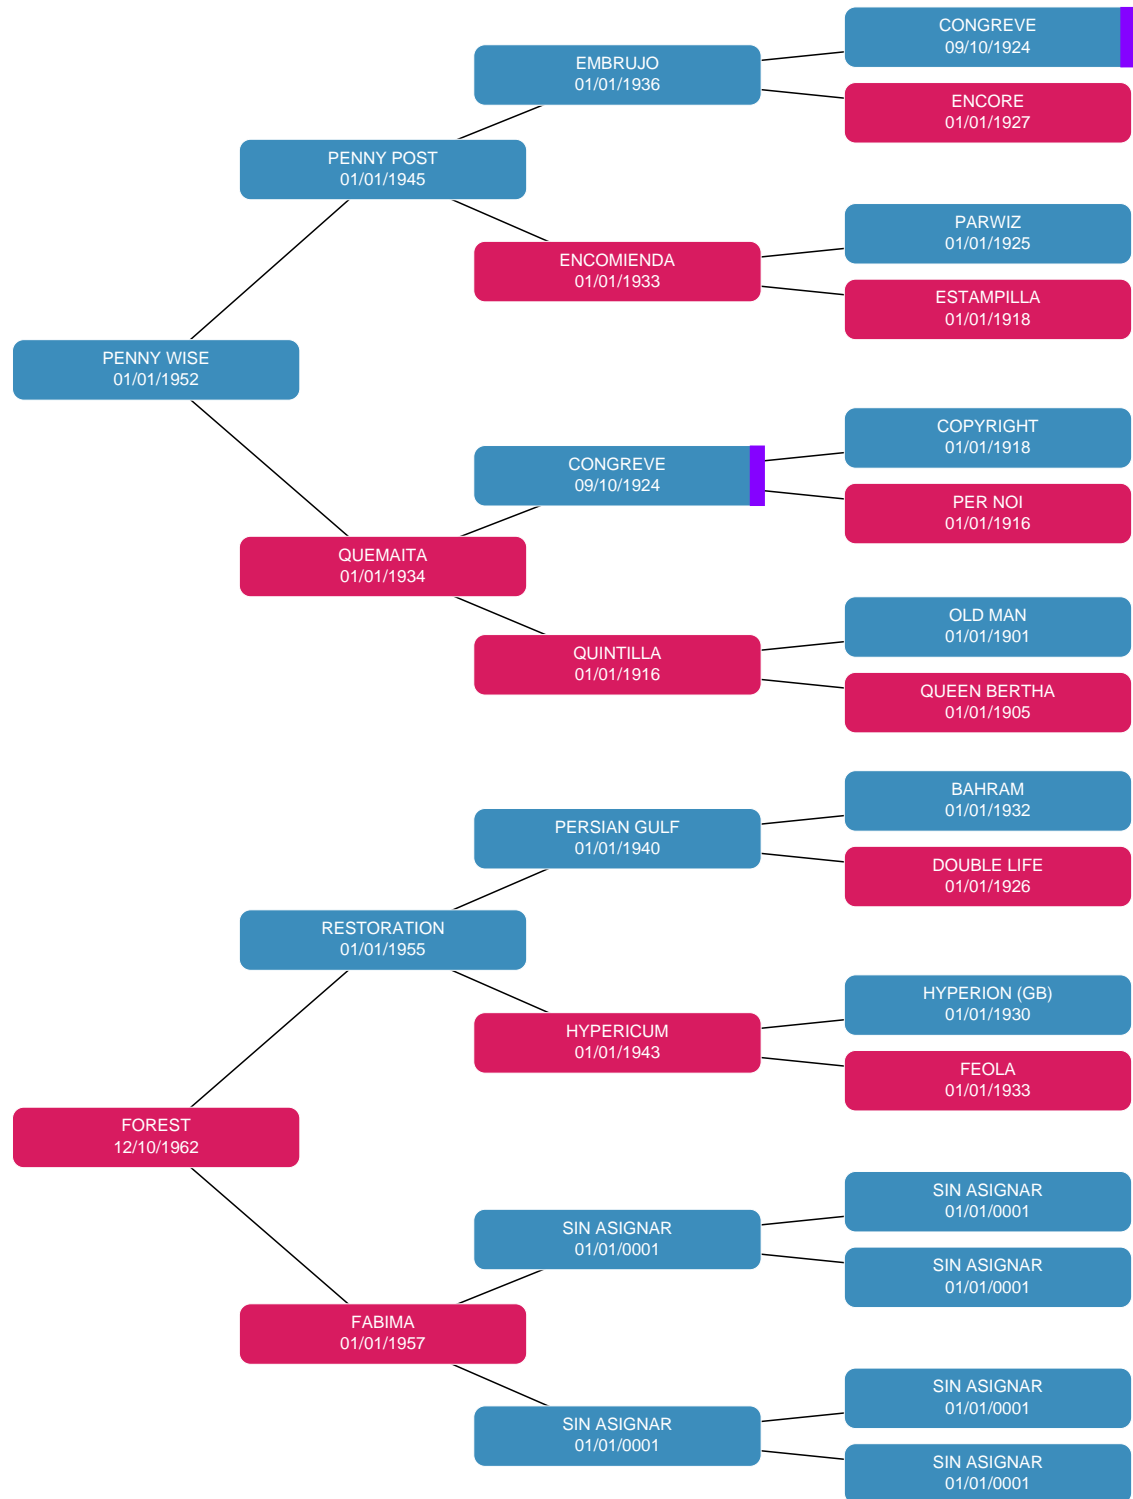 CONGREVE
09/10/1924
EMBRUJO
01/01/1936
ENCORE
01/01/1927
PENNY POST
01/01/1945
PARWIZ
01/01/1925
ENCOMIENDA
01/01/1933
ESTAMPILLA
01/01/1918
PENNY WISE
01/01/1952
COPYRIGHT
01/01/1918
CONGREVE
09/10/1924
PER NOI
01/01/1916
QUEMAITA
01/01/1934
OLD MAN
01/01/1901
QUINTILLA
01/01/1916
QUEEN BERTHA
01/01/1905
BAHRAM
01/01/1932
PERSIAN GULF
01/01/1940
DOUBLE LIFE
01/01/1926
RESTORATION
01/01/1955
HYPERION (GB)
01/01/1930
HYPERICUM
01/01/1943
FEOLA
01/01/1933
FOREST
12/10/1962
SIN ASIGNAR
01/01/0001
SIN ASIGNAR
01/01/0001
SIN ASIGNAR
01/01/0001
FABIMA
01/01/1957
SIN ASIGNAR
01/01/0001
SIN ASIGNAR
01/01/0001
SIN ASIGNAR
01/01/0001